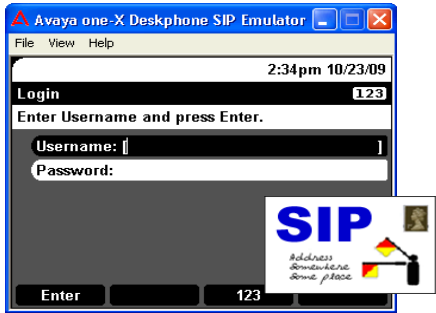 Avaya one-X Deskphone SIP Emulator
File View Help
2:34pm 10/23/09
Login 123
Enter Username and press Enter.
Username: [ ]
Password:
SIP
Address
Somewhere
Some place
Enter 123